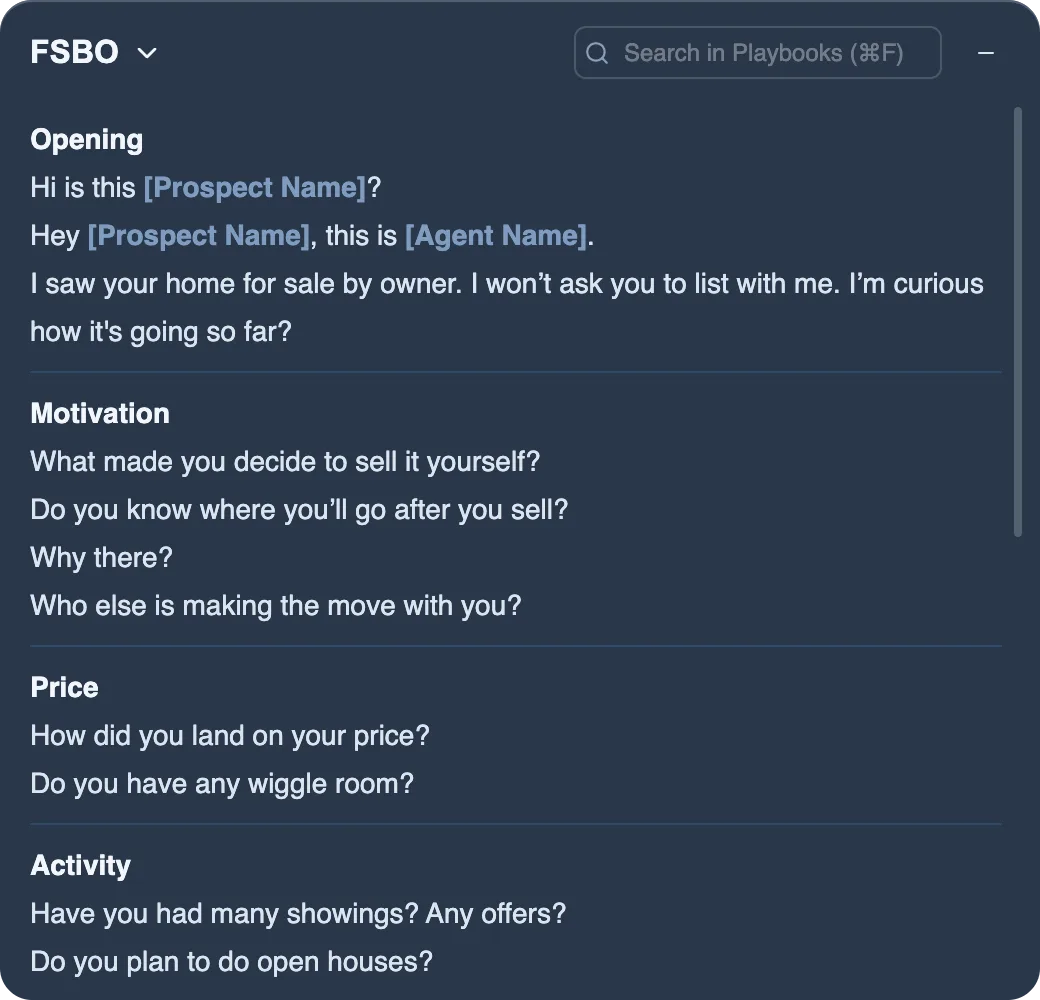 FSBO
Search in Playbooks (⌘F)
Opening
Hi is this [Prospect Name]?
Hey [Prospect Name], this is [Agent Name].
I saw your home for sale by owner. I won’t ask you to list with me. I’m curious
how it's going so far?
Motivation
What made you decide to sell it yourself?
Do you know where you’ll go after you sell?
Why there?
Who else is making the move with you?
Price
How did you land on your price?
Do you have any wiggle room?
Activity
Have you had many showings? Any offers?
Do you plan to do open houses?